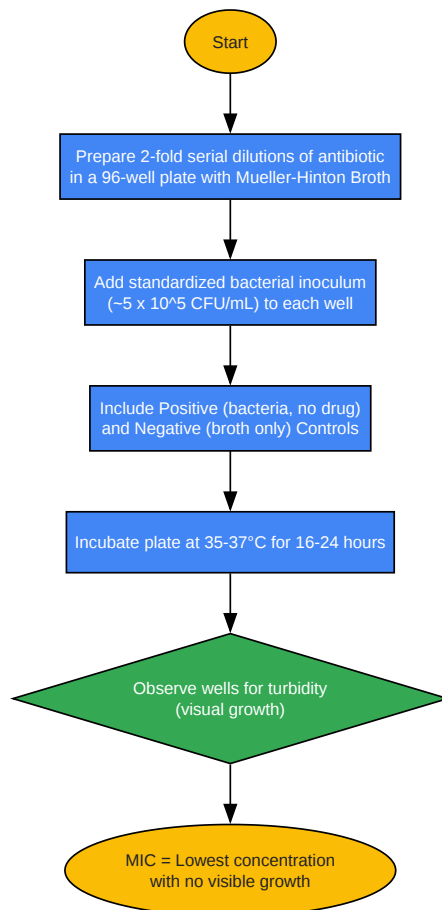 Start
Prepare 2-fold serial dilutions of antibiotic
in a 96-well plate with Mueller-Hinton Broth
Add standardized bacterial inoculum
(~5 x 10^5 CFU/mL) to each well
Include Positive (bacteria, no drug)
and Negative (broth only) Controls
Incubate plate at 35-37°C for 16-24 hours
Observe wells for turbidity
(visual growth)
MIC = Lowest concentration
with no visible growth